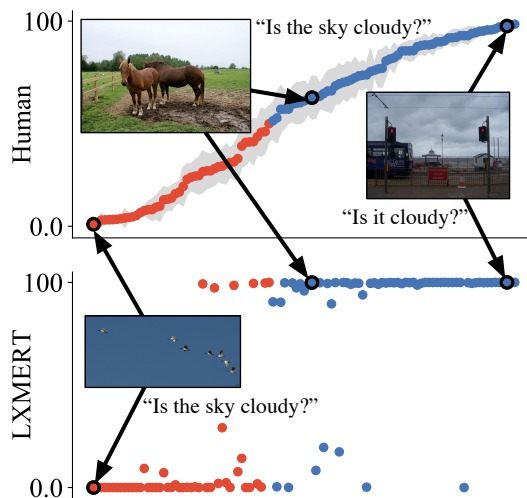 “Is the sky cloudy?”
100
Human
“Is it cloudy?”
0.0
100
LXMERT
“Is the sky cloudy?”
0.0